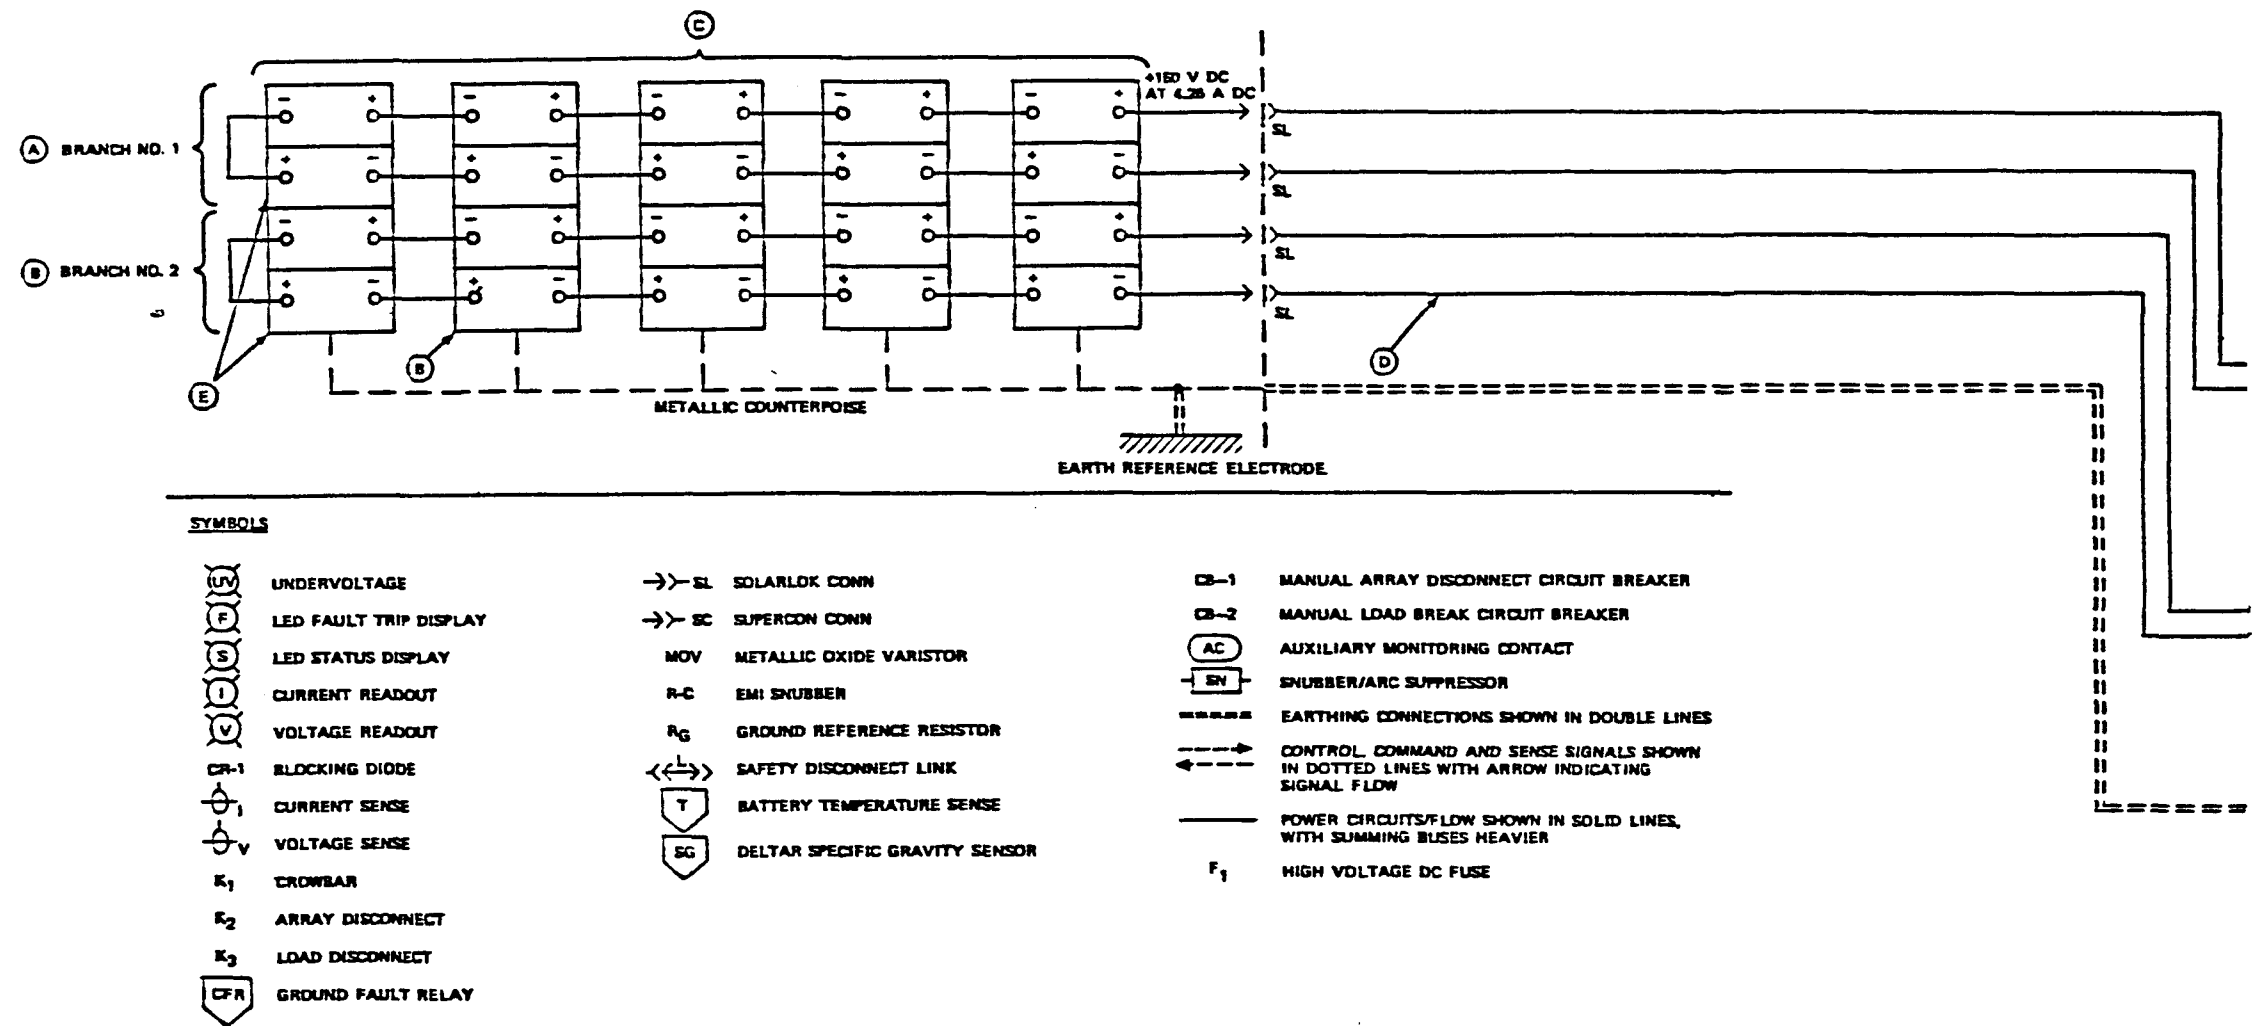 C
+150 V DC
AT 4.28 A DC
- + - + - + - + - +
SL
A BRANCH NO. 1
+ - + - + - + - + -
SL
- + - + - + - + - +
SL
B BRANCH NO. 2
+ - + - + - + - + -
SL
B
D
E
METALLIC COUNTERPOISE
EARTH REFERENCE ELECTRODE
SYMBOLS
UV UNDERVOLTAGE
F LED FAULT TRIP DISPLAY
S LED STATUS DISPLAY
I CURRENT READOUT
V VOLTAGE READOUT
CR-1 BLOCKING DIODE
I CURRENT SENSE
V VOLTAGE SENSE
K1 CROWBAR
K2 ARRAY DISCONNECT
K3 LOAD DISCONNECT
GFR GROUND FAULT RELAY
SL SOLARLOK CONN
SC SUPERCON CONN
MOV METALLIC OXIDE VARISTOR
R-C EMI SNUBBER
RG GROUND REFERENCE RESISTOR
L SAFETY DISCONNECT LINK
T BATTERY TEMPERATURE SENSE
SG DELTAR SPECIFIC GRAVITY SENSOR
CB-1 MANUAL ARRAY DISCONNECT CIRCUIT BREAKER
CB-2 MANUAL LOAD BREAK CIRCUIT BREAKER
AC AUXILIARY MONITORING CONTACT
SN SNUBBER/ARC SUPPRESSOR
EARTHING CONNECTIONS SHOWN IN DOUBLE LINES
CONTROL, COMMAND AND SENSE SIGNALS SHOWN
IN DOTTED LINES WITH ARROW INDICATING
SIGNAL FLOW
POWER CIRCUITS/FLOW SHOWN IN SOLID LINES,
WITH SUMMING BUSES HEAVIER
F1 HIGH VOLTAGE DC FUSE